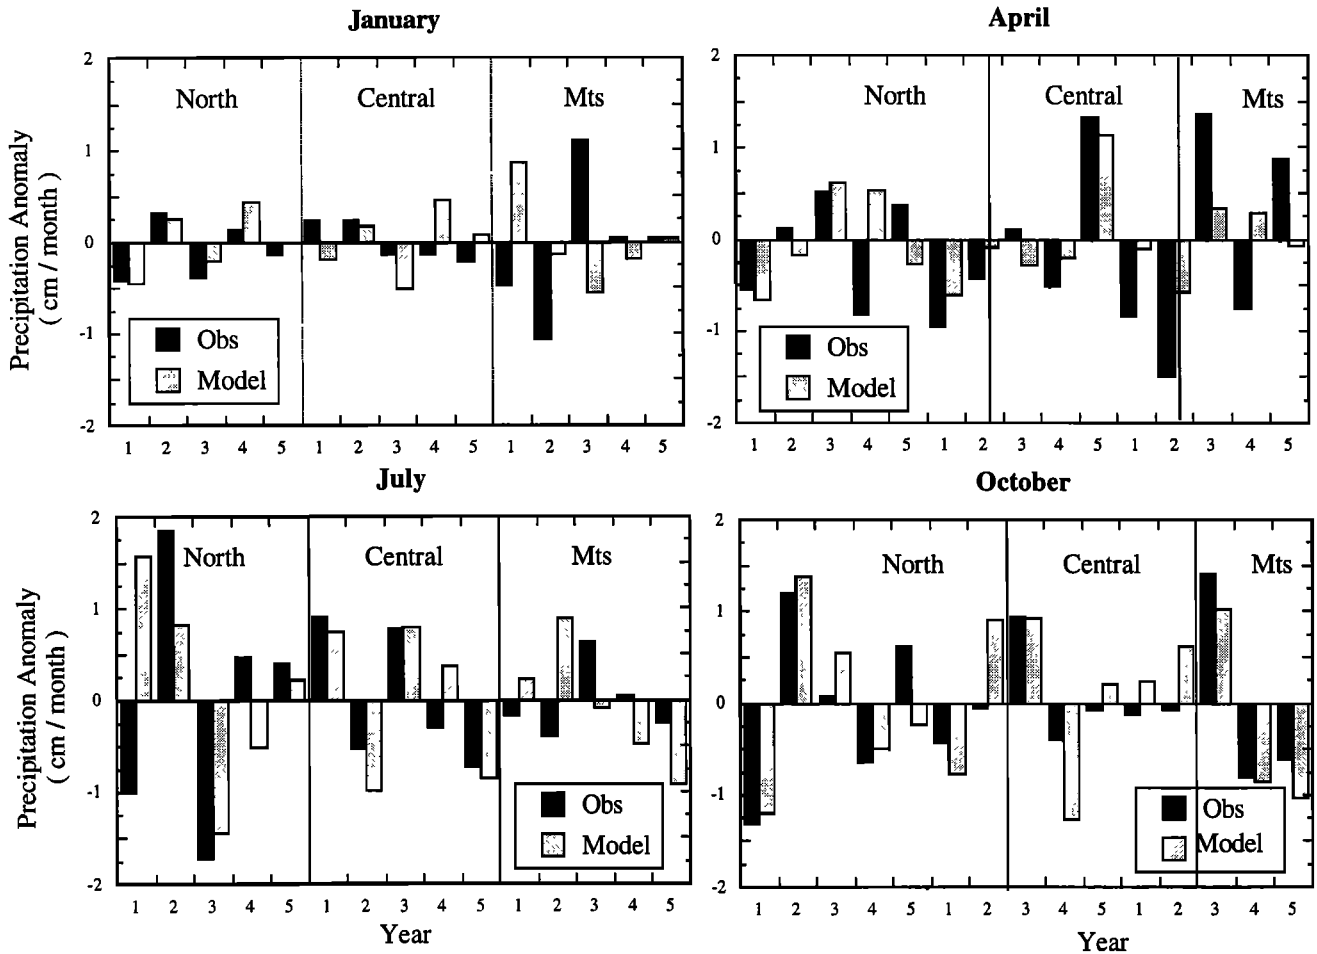 January
Precipitation Anomaly
( cm / month )
2
1
0
-1
-2
North Central Mts
Obs
Model
1 2 3 4 5 1 2 3 4 5 1 2 3 4 5
April
2
1
0
-1
-2
North Central Mts
Obs
Model
1 2 3 4 5 1 2 3 4 5 1 2 3 4 5
July
Precipitation Anomaly
( cm / month )
2
1
0
-1
-2
North Central Mts
Obs
Model
1 2 3 4 5 1 2 3 4 5 1 2 3 4 5
Year
October
2
1
0
-1
-2
North Central Mts
Obs
Model
1 2 3 4 5 1 2 3 4 5 1 2 3 4 5
Year